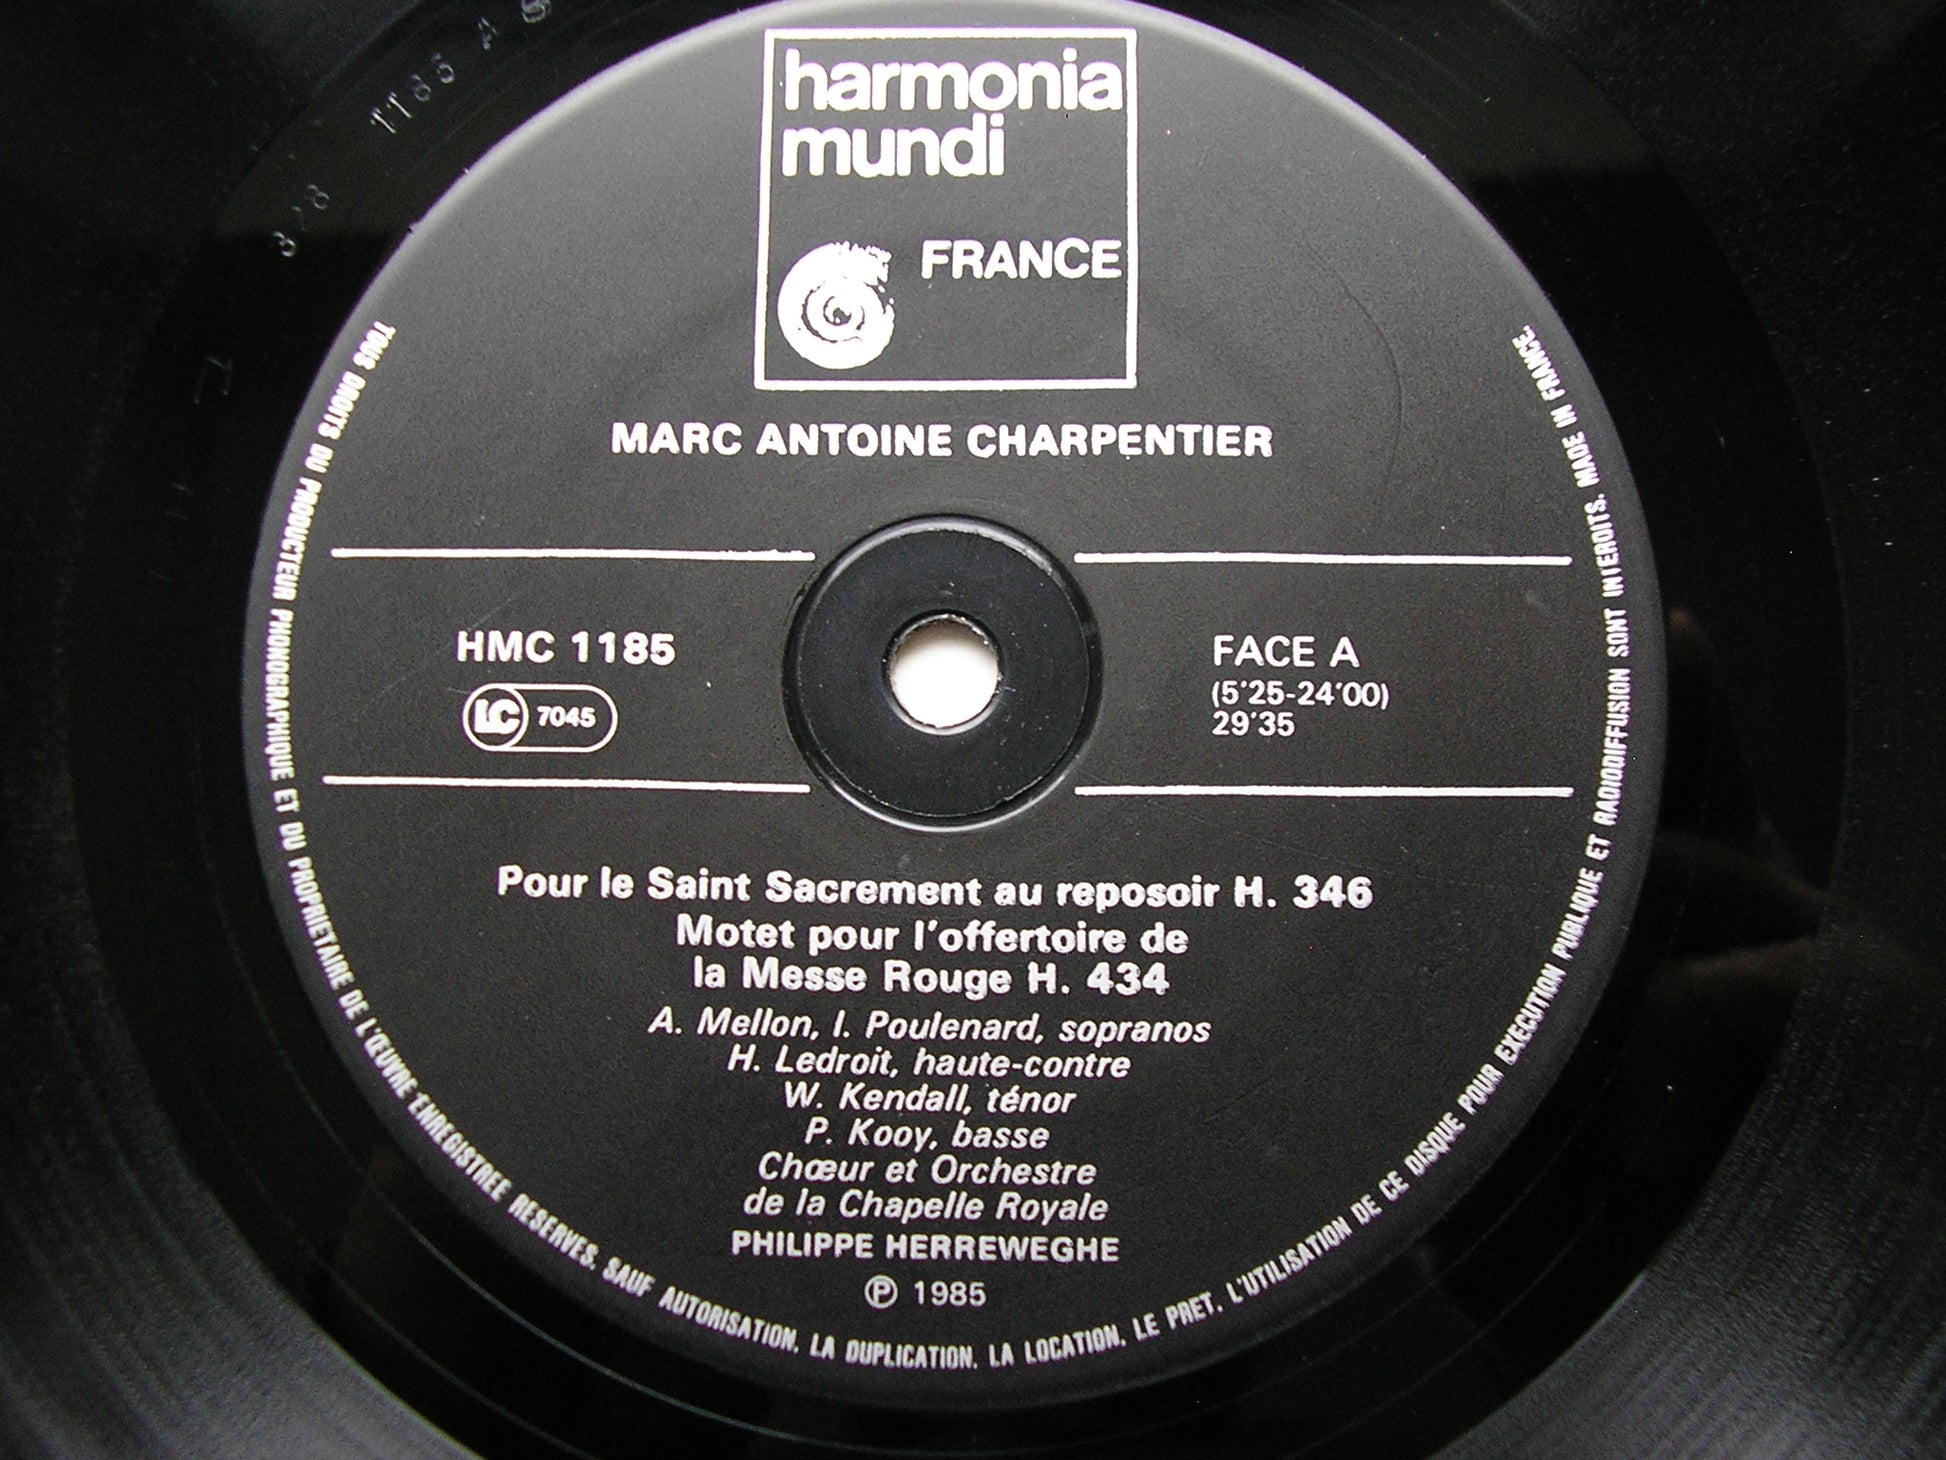 harmonia
mundi
FRANCE
MARC ANTOINE CHARPENTIER
HMC 1185
LC 7045
FACE A
(5'25-24'00)
29'35
Pour le Saint Sacrement au reposoir H. 346
Motet pour l'offertoire de
la Messe Rouge H. 434
A. Mellon, I. Poulenard, sopranos
H. Ledroit, haute-contre
W. Kendall, ténor
P. Kooy, basse
Chœur et Orchestre
de la Chapelle Royale
PHILIPPE HERREWEGHE
℗ 1985
TOUS DROITS DU PRODUCTEUR PHONOGRAPHIQUE ET DU PROPRIETAIRE DE L'ŒUVRE ENREGISTREE RESERVES. SAUF AUTORISATION, LA DUPLICATION, LA LOCATION, LE PRET, L'UTILISATION DE CE DISQUE POUR EXECUTION PUBLIQUE ET RADIODIFFUSION SONT INTERDITS. MADE IN FRANCE.